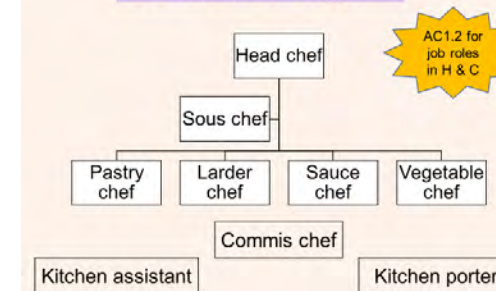 AC1.2 for
job roles
in H & C
Head chef
Sous chef
Pastry
chef
Larder
chef
Sauce
chef
Vegetable
chef
Commis chef
Kitchen assistant
Kitchen porter